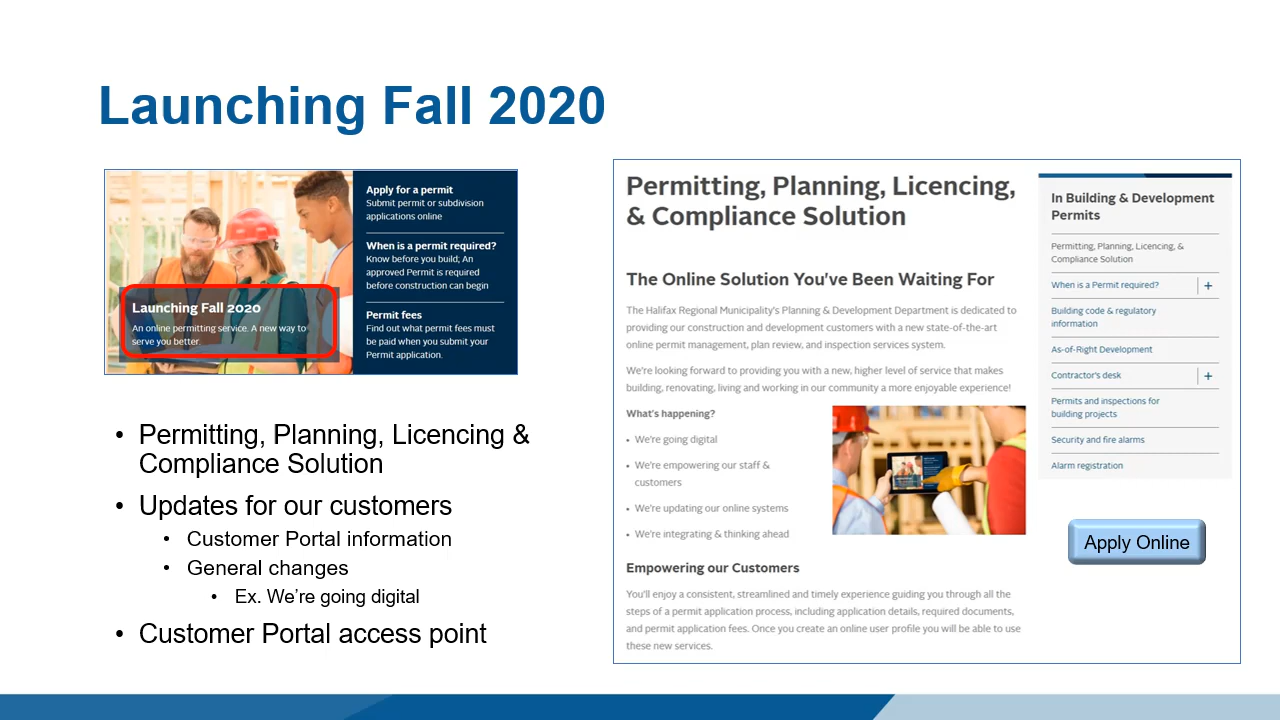 Launching Fall 2020
Apply for a permit
Submit permit or subdivision
applications online
When is a permit required?
Know before you build; An
approved Permit is required
before construction can begin
Permit fees
Find out what permit fees must
be paid when you submit your
Permit application.
Launching Fall 2020
An online permitting service. A new way to
serve you better.
• Permitting, Planning, Licencing &
Compliance Solution
• Updates for our customers
• Customer Portal information
• General changes
• Ex. We're going digital
• Customer Portal access point
Permitting, Planning, Licencing,
& Compliance Solution
The Online Solution You've Been Waiting For
The Halifax Regional Municipality's Planning & Development Department is dedicated to
providing our construction and development customers with a new state-of-the-art
online permit management, plan review, and inspection services system.
We're looking forward to providing you with a new, higher level of service that makes
building, renovating, living and working in our community a more enjoyable experience!
What's happening?
• We're going digital
• We're empowering our staff &
customers
• We're updating our online systems
• We're integrating & thinking ahead
Empowering our Customers
You'll enjoy a consistent, streamlined and timely experience guiding you through all the
steps of a permit application process, including application details, required documents,
and permit application fees. Once you create an online user profile you will be able to use
these new services.
In Building & Development
Permits
Permitting, Planning, Licencing, &
Compliance Solution
When is a Permit required? +
Building code & regulatory
information
As-of-Right Development
Contractor's desk +
Permits and inspections for
building projects
Security and fire alarms
Alarm registration
Apply Online